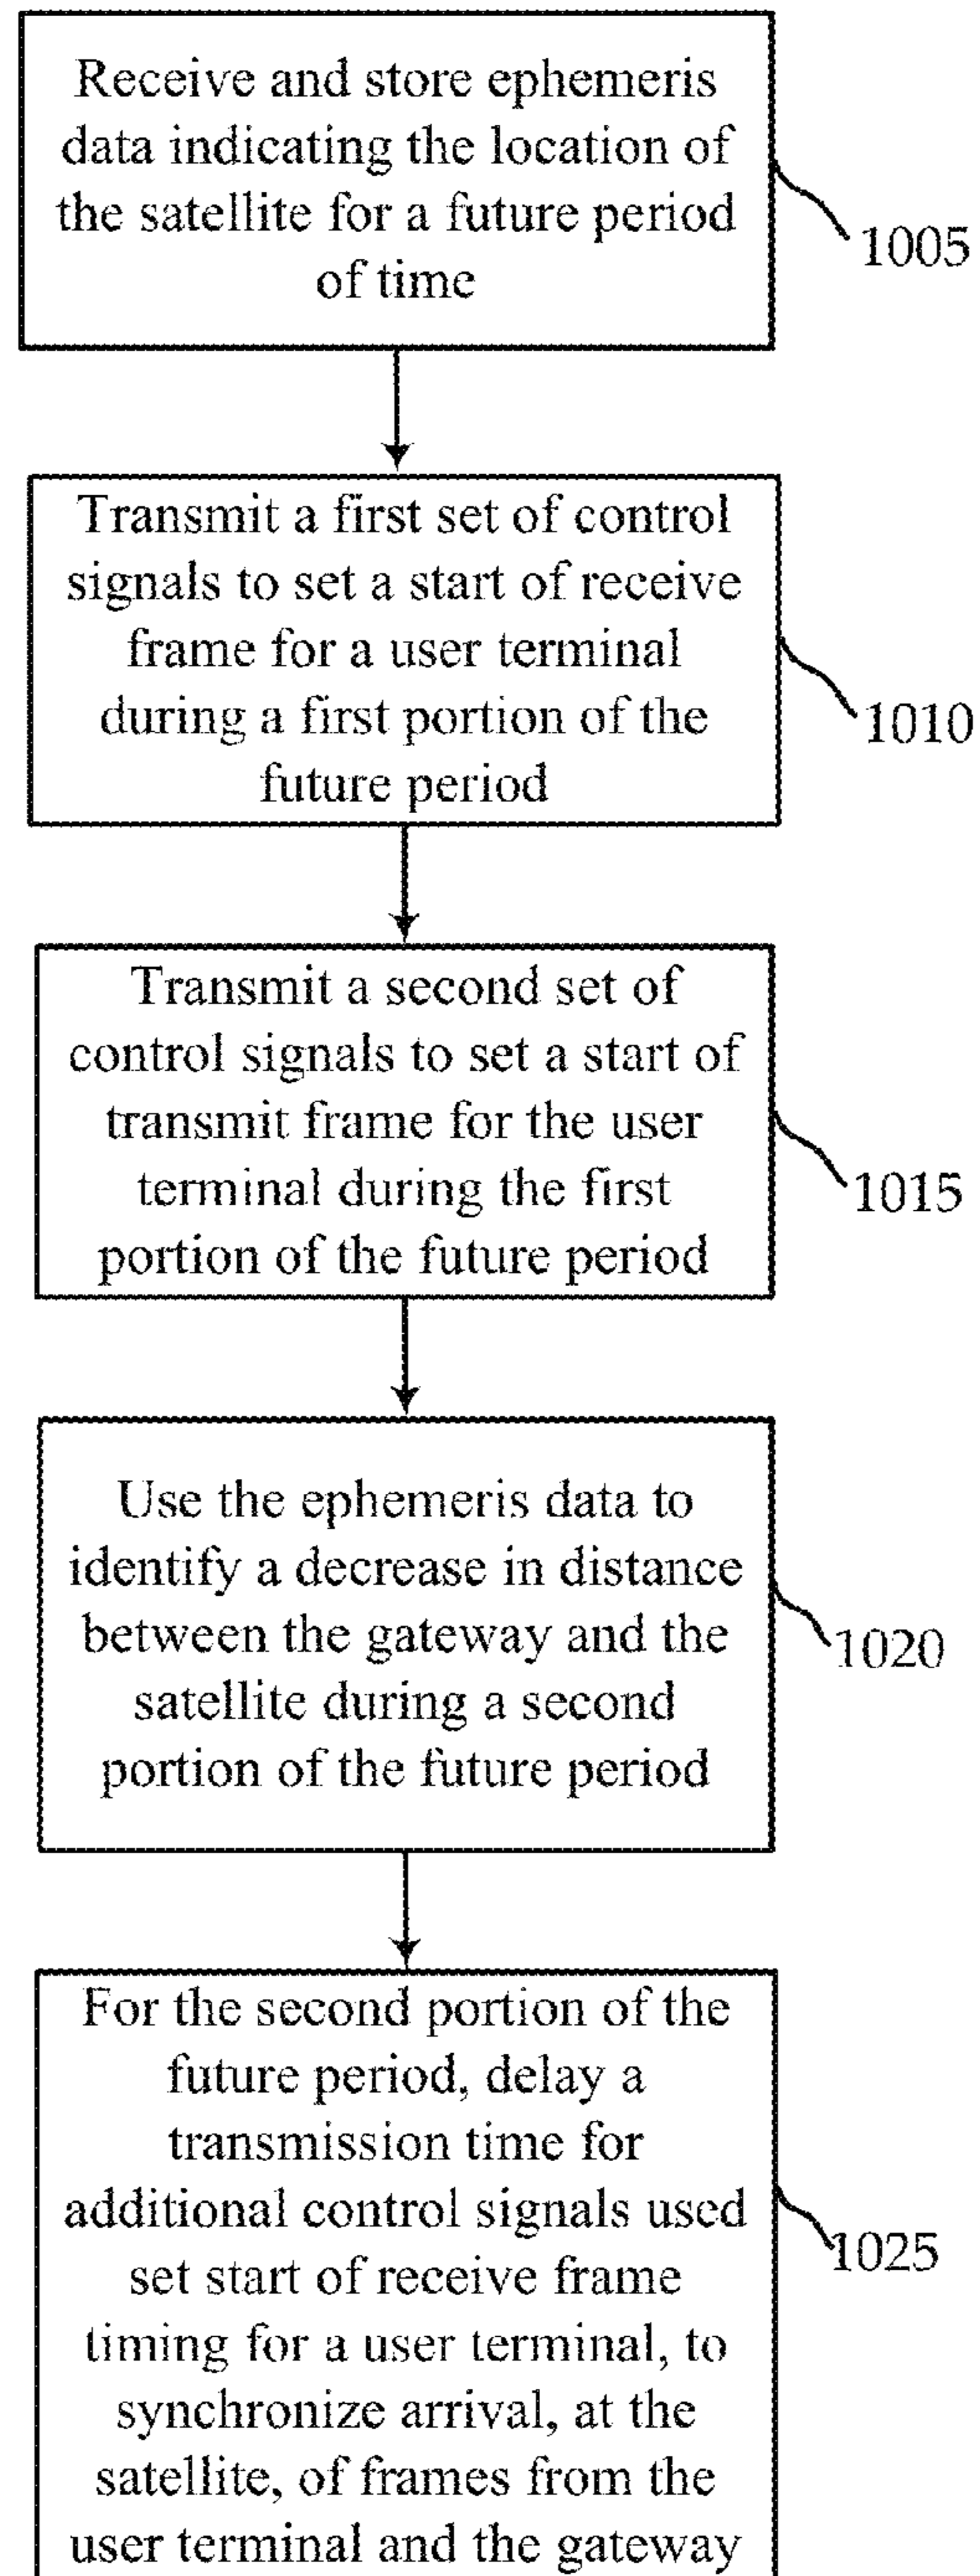 Receive and store ephemeris
data indicating the location of
the satellite for a future period
of time
1005
Transmit a first set of control
signals to set a start of receive
frame for a user terminal
during a first portion of the
future period
1010
Transmit a second set of
control signals to set a start of
transmit frame for the user
terminal during the first
portion of the future period
1015
Use the ephemeris data to
identify a decrease in distance
between the gateway and the
satellite during a second
portion of the future period
1020
For the second portion of the
future period, delay a
transmission time for
additional control signals used
set start of receive frame
timing for a user terminal, to
synchronize arrival, at the
satellite, of frames from the
user terminal and the gateway
1025